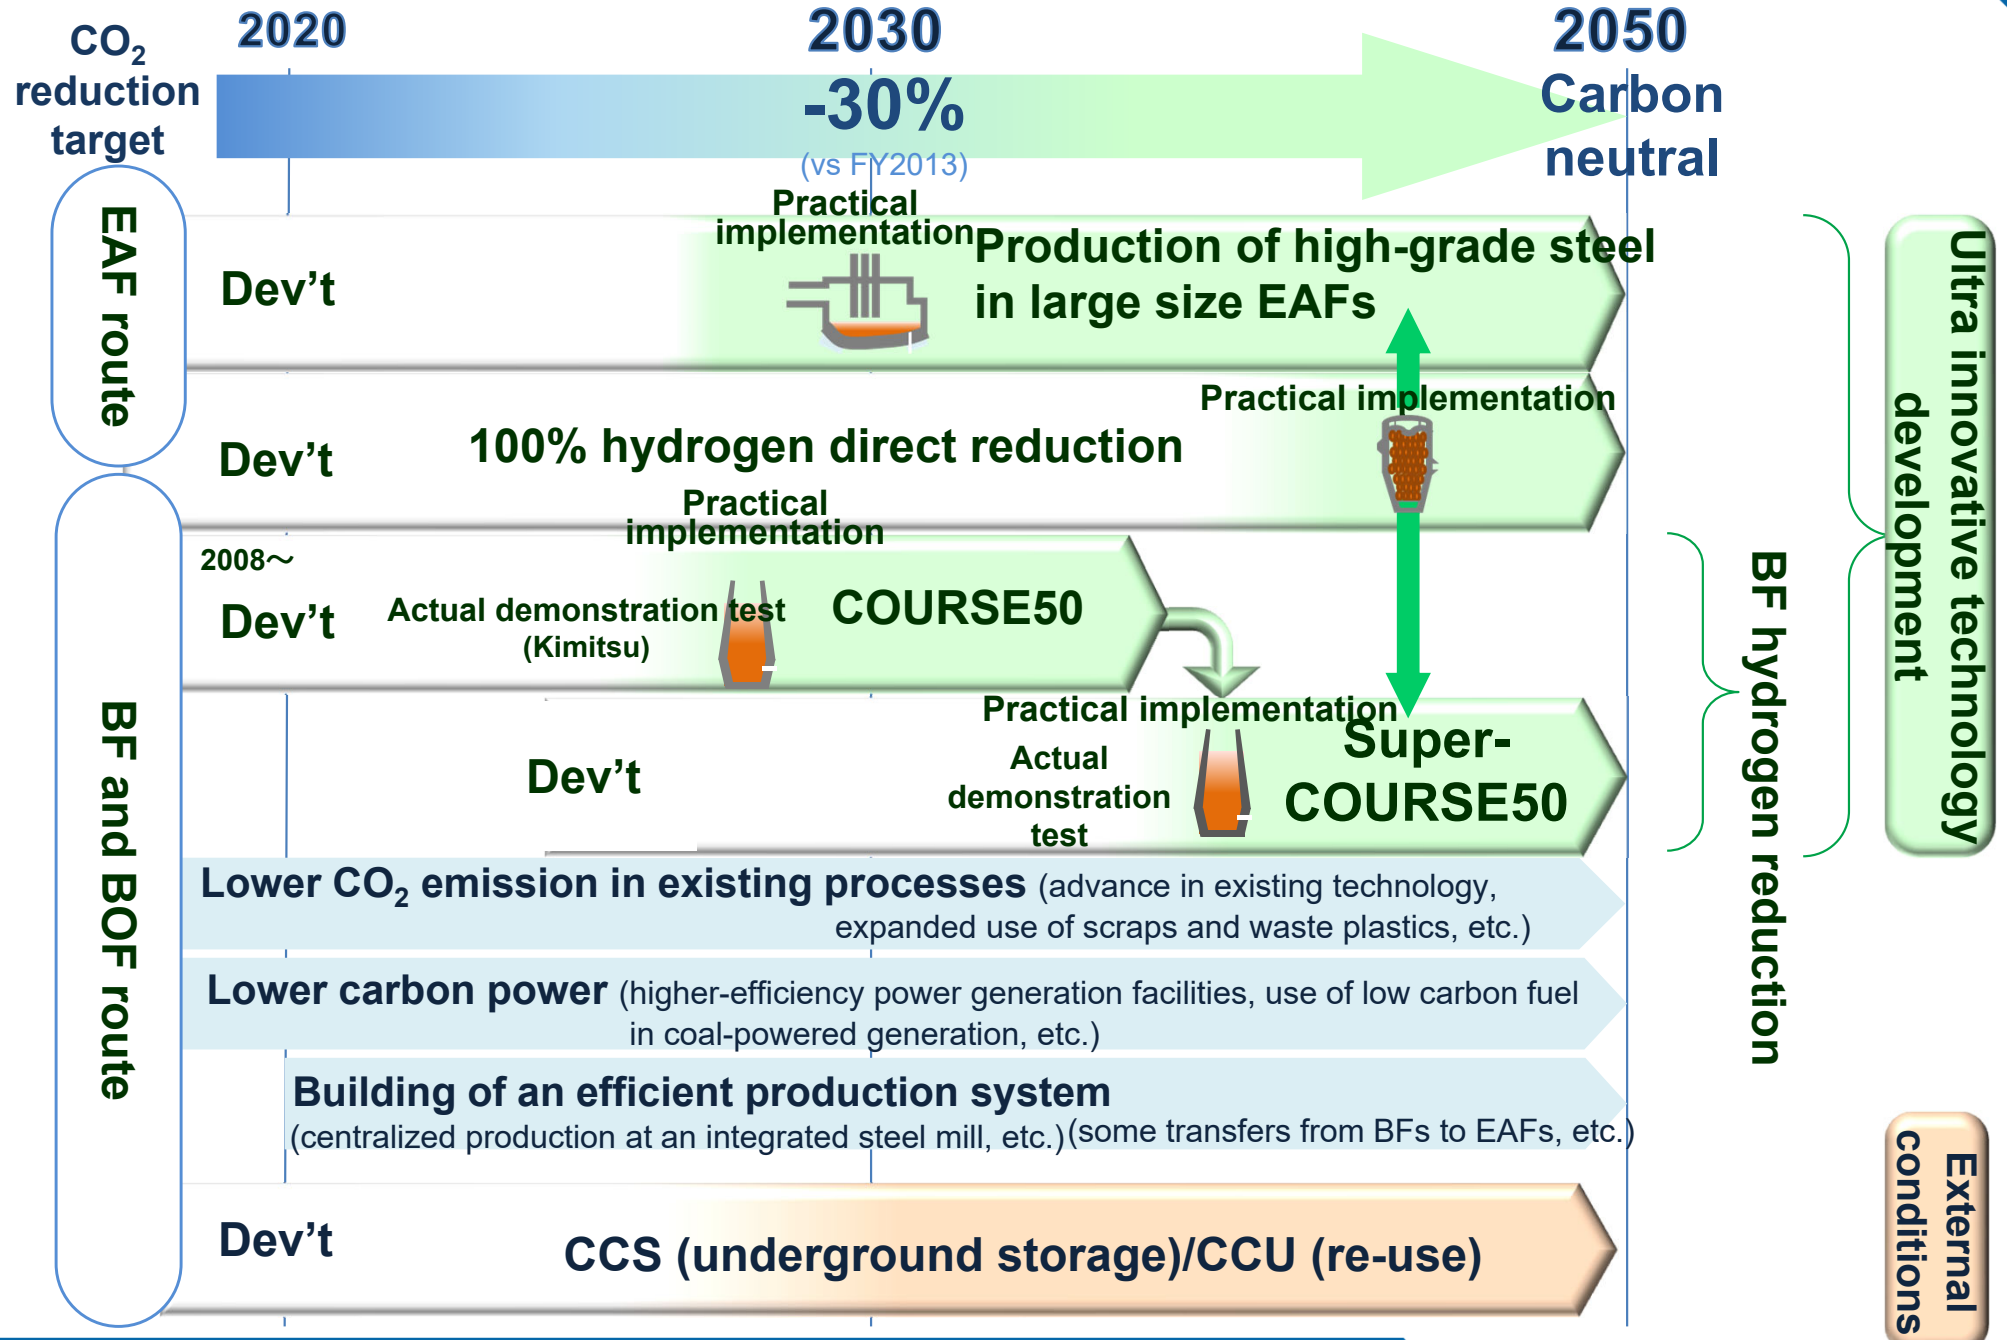 CO2
reduction
target
2020
2030
2050
-30%
(vs FY2013)
Carbon
neutral
EAF route
Dev’t
Practical
implementation
Production of high-grade steel
in large size EAFs
Dev’t
100% hydrogen direct reduction
Practical implementation
BF and BOF route
2008～
Dev’t
Actual demonstration test
(Kimitsu)
Practical
implementation
COURSE50
Dev’t
Practical implementation
Actual
demonstration
test
Super-
COURSE50
Lower CO2 emission in existing processes (advance in existing technology,
expanded use of scraps and waste plastics, etc.)
Lower carbon power (higher-efficiency power generation facilities, use of low carbon fuel
in coal-powered generation, etc.)
Building of an efficient production system
(centralized production at an integrated steel mill, etc.) (some transfers from BFs to EAFs, etc.)
Dev’t
CCS (underground storage)/CCU (re-use)
BF hydrogen reduction
Ultra innovative technology
development
External
conditions